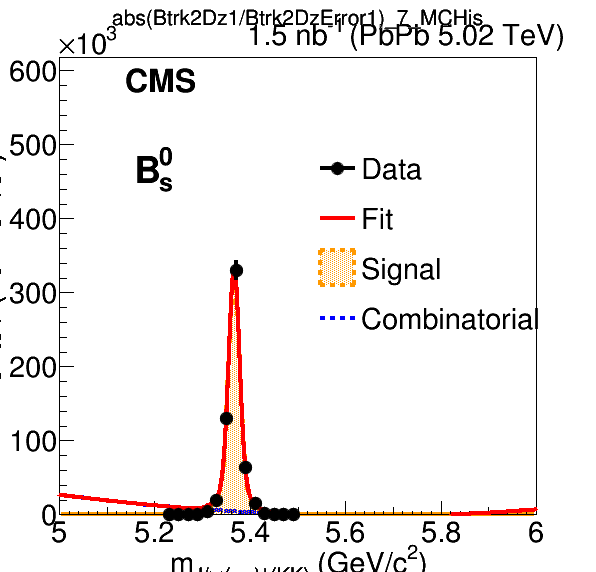 abs(Btrk2Dz1/Btrk2DzError1)_7_MCHis
×10³ 1.5 nb⁻¹ (PbPb 5.02 TeV)
CMS
B⁰ₛ
Data
Fit
Signal
Combinatorial
600
500
400
300
200
100
0
5 5.2 5.4 5.6 5.8 6
m (GeV/c²)